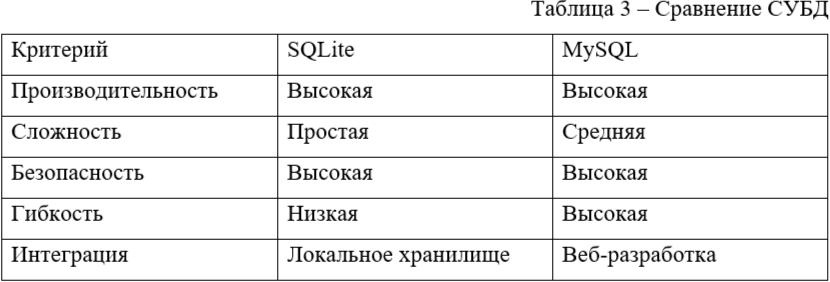 Таблица 3 – Сравнение СУБД
Критерий SQLite MySQL
Производительность Высокая Высокая
Сложность Простая Средняя
Безопасность Высокая Высокая
Гибкость Низкая Высокая
Интеграция Локальное хранилище Веб-разработка